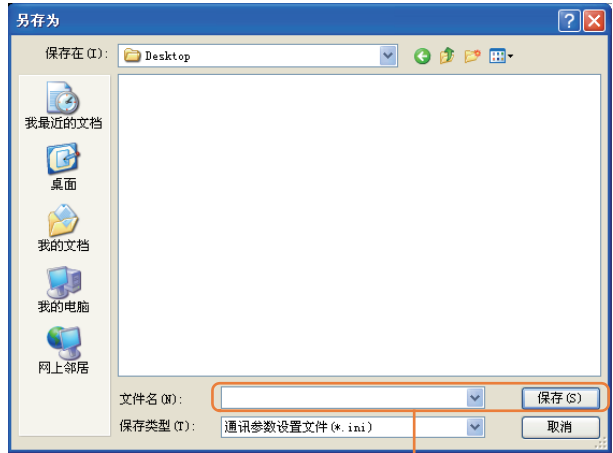 另存为
保存在(I):
Desktop
我最近的文档
桌面
我的文档
我的电脑
网上邻居
文件名(N):
保存(S)
保存类型(T):
通讯参数设置文件(*.ini)
取消